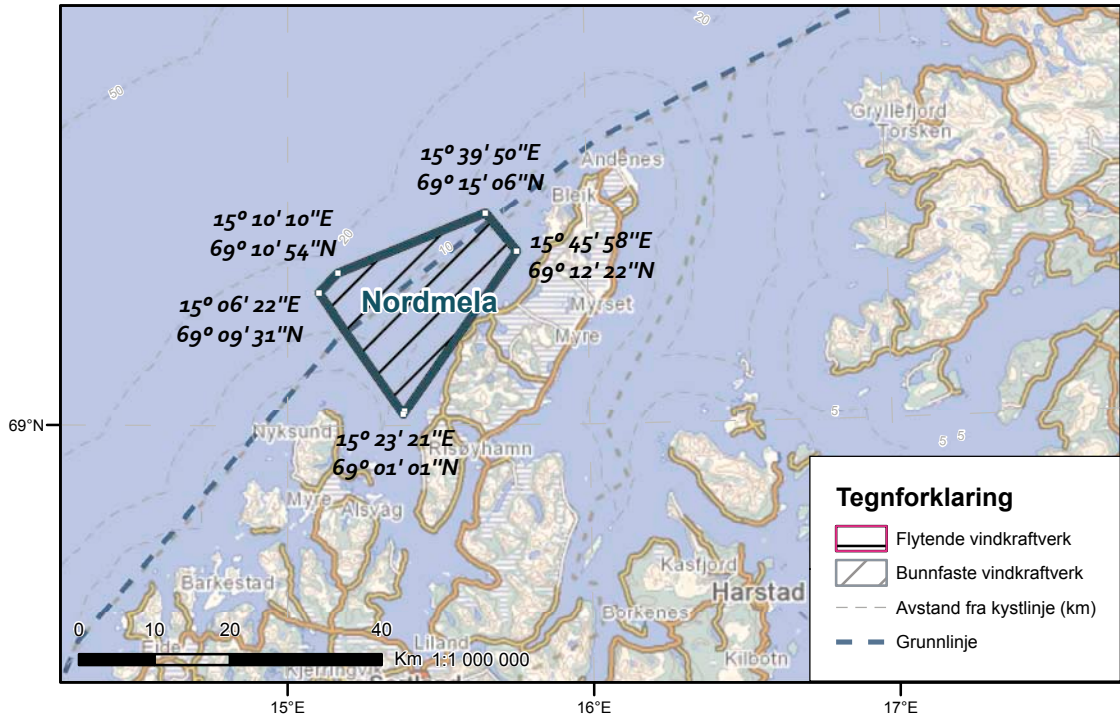 20
50
Gryllefjord
Torsken
15º 39' 50"E
69º 15' 06"N
Andenes
Bleik
15º 10' 10"E
69º 10' 54"N
20
10
15º 45' 58"E
69º 12' 22"N
15º 06' 22"E
69º 09' 31"N
Nordmela
Myrset
Myre
69°N
5
5
5
Nyksund
15º 23' 21"E
69º 01' 01"N
Risøyhamn
Myre
Alsvåg
Tegnforklaring
Flytende vindkraftverk
Bunnfaste vindkraftverk
Avstand fra kystlinje (km)
Grunnlinje
Barkestad
Kasfjord
Harstad
Borkenes
0 10 20 40
Km 1:1 000 000
Eide
Liland
Kjerringvik
Kilbotn
15°E
16°E
17°E